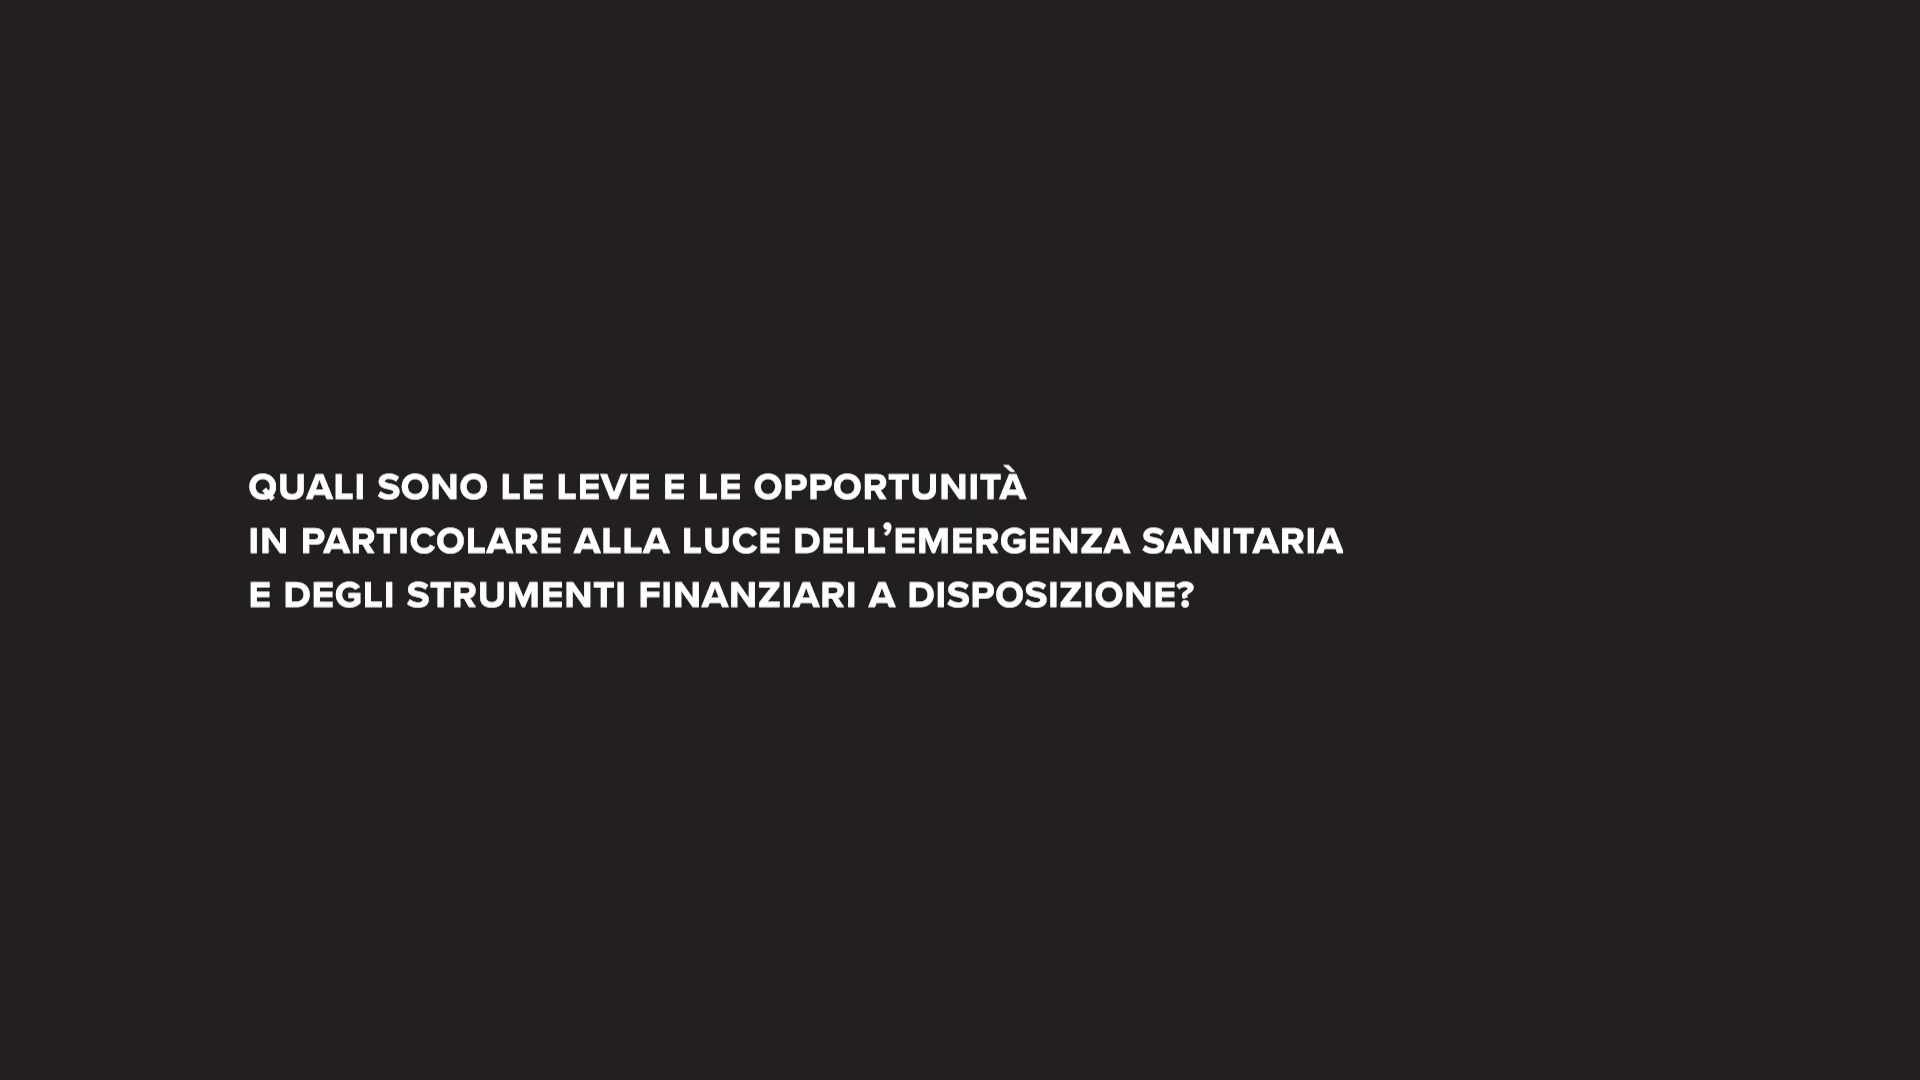 QUALI SONO LE LEVE E LE OPPORTUNITÀ
IN PARTICOLARE ALLA LUCE DELL’EMERGENZA SANITARIA
E DEGLI STRUMENTI FINANZIARI A DISPOSIZIONE?